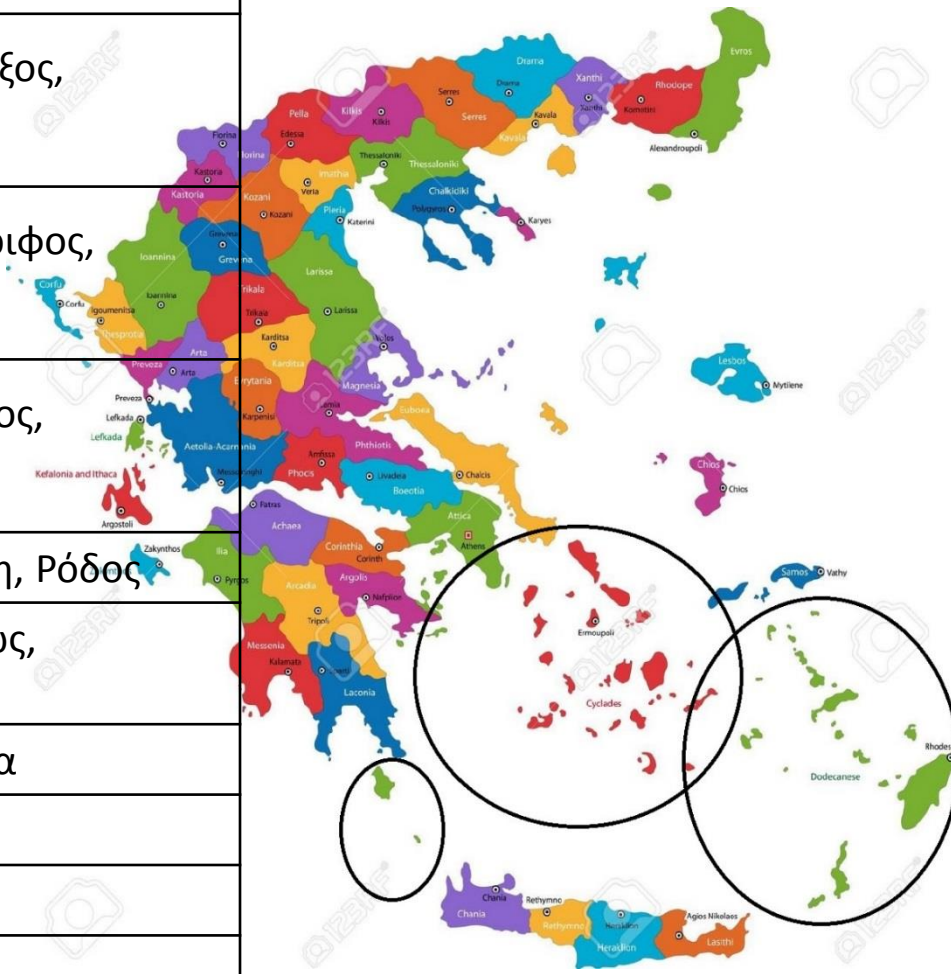 ξος,
ριφος,
ος,
η, Ρόδος
ως,
α
Evros
Drama
Drama
Xanthi
Xanthi
Rhodope
Komotini
Alexandroupoli
Serres
Serres
Kavala
Kavala
Kilkis
Kilkis
Pella
Edessa
Florina
Florina
Kastoria
Kastoria
Kozani
Kozani
Imathia
Veria
Thessaloniki
Thessaloniki
Chalkidiki
Polygyros
Karyes
Pieria
Katerini
Grevena
Grevena
Ioannina
Ioannina
Larissa
Larissa
Trikala
Trikala
Corfu
Corfu
Igoumenitsa
Thesprotia
Karditsa
Karditsa
Volos
Magnesia
Arta
Arta
Preveza
Preveza
Evrytania
Karpenisi
Lamia
Phthiotis
Euboea
Chalcis
Lefkada
Lefkada
Aetolia-Acarnania
Messolonghi
Amfissa
Phocis
Livadeia
Boeotia
Attica
Athens
Kefalonia and Ithaca
Argostoli
Patras
Achaea
Zakynthos
Ilia
Pyrgos
Corinthia
Corinth
Arcadia
Tripoli
Argolis
Nafplion
Messenia
Kalamata
Laconia
Lesbos
Mytilene
Chios
Chios
Samos
Vathy
Ermoupoli
Cyclades
Rhodes
Dodecanese
Chania
Chania
Rethymno
Rethymno
Heraklion
Heraklion
Agios Nikolaos
Lasithi
123RF